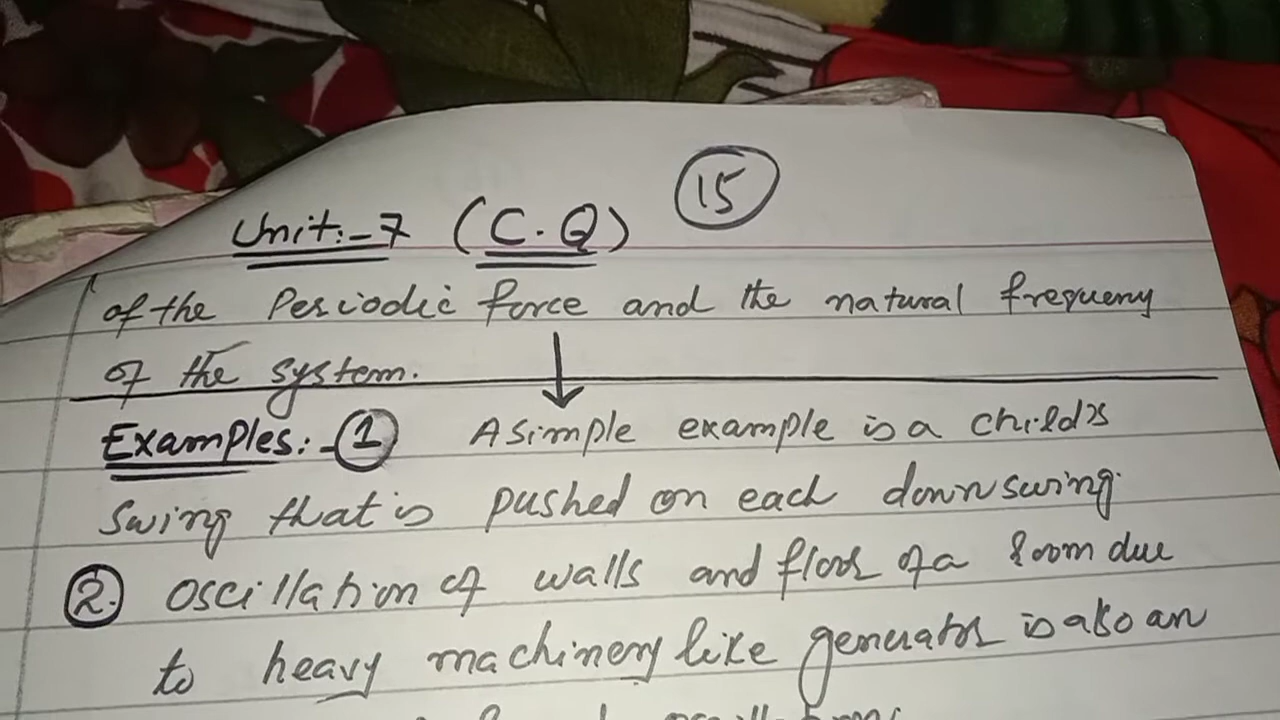 15
Unit:-7 (C.Q)
of the Periodic force and the natural frequeny
of the system.
Examples:-1 A simple example is a child's
swing that is pushed on each downswing.
2. oscillation of walls and floor of a room due
to heavy machinery like generator is also an